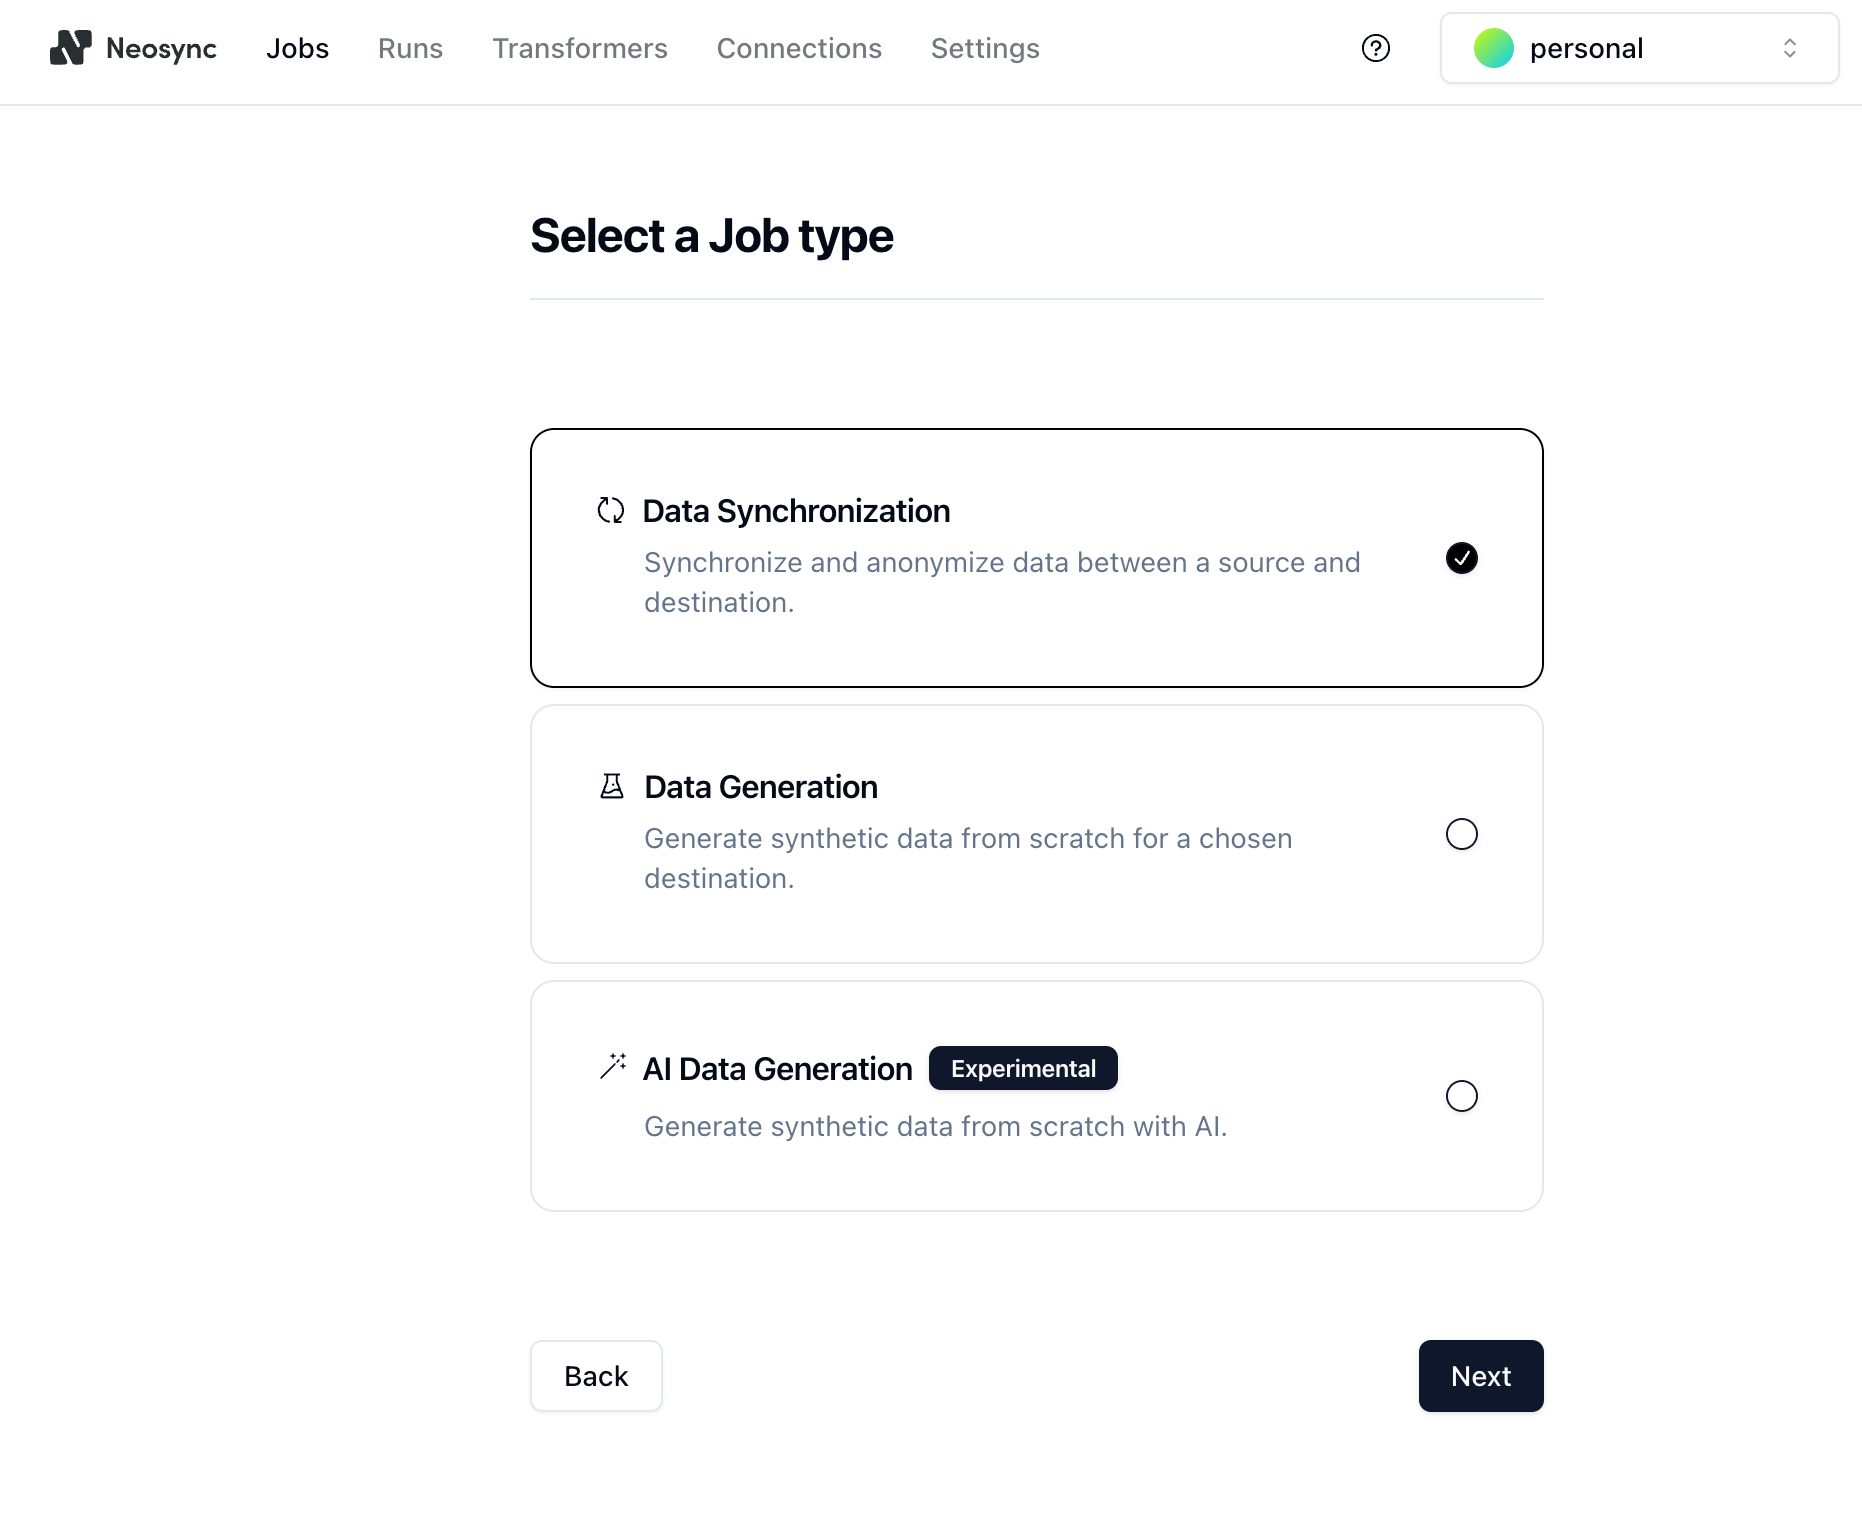 Neosync Jobs Runs Transformers Connections Settings personal
Select a Job type
Data Synchronization
Synchronize and anonymize data between a source and
destination.
Data Generation
Generate synthetic data from scratch for a chosen
destination.
AI Data Generation Experimental
Generate synthetic data from scratch with AI.
Back Next